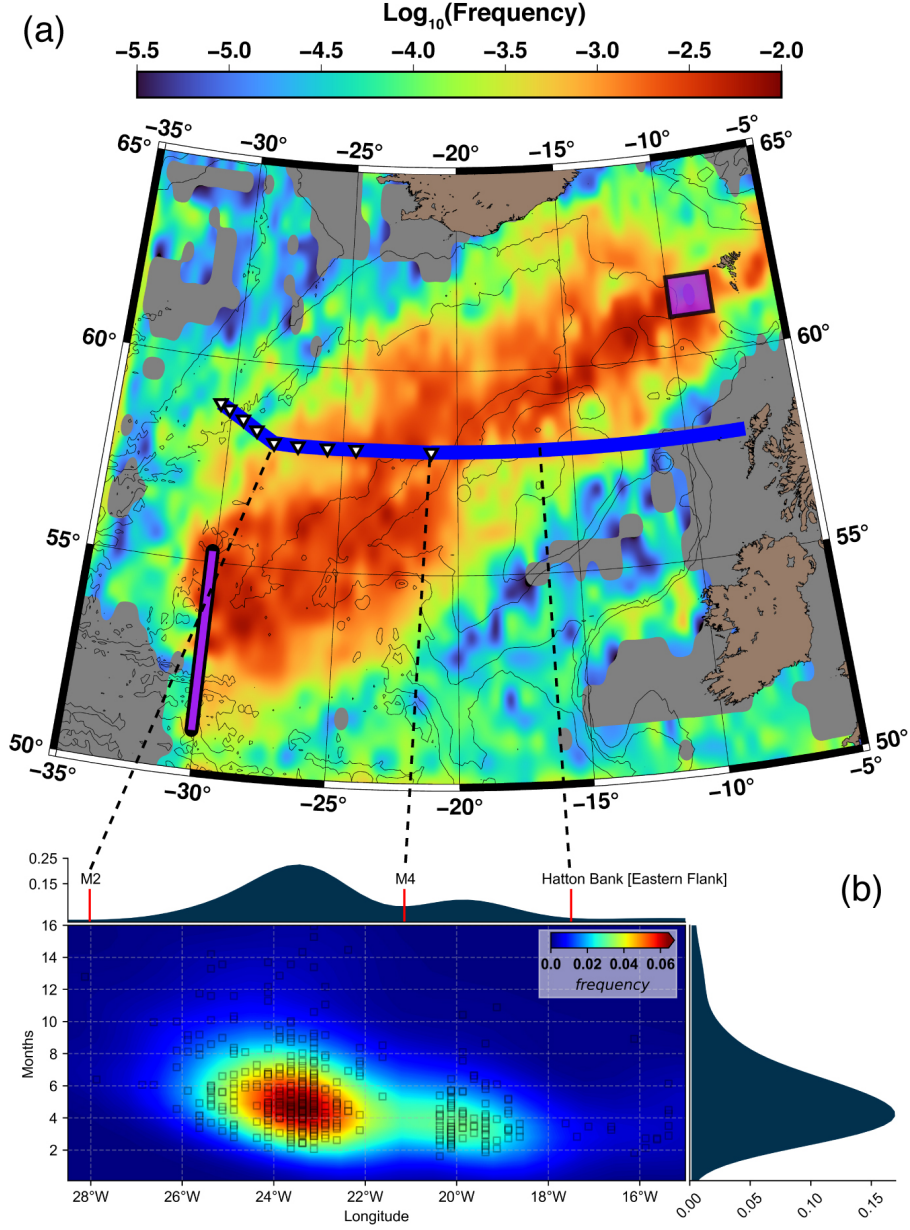 (a)
Log10(Frequency)
−5.5 −5.0 −4.5 −4.0 −3.5 −3.0 −2.5 −2.0
−35° −30° −25° −20° −15° −10° −5°
65° 65°
60° 60°
55° 55°
50° 50°
−35° −30° −25° −20° −15° −10° −5°
(b)
0.25
0.15
M2 M4 Hatton Bank [Eastern Flank]
16
14
12
10
8
6
4
2
Months
0.0 0.02 0.04 0.06
frequency
28°W 26°W 24°W 22°W 20°W 18°W 16°W
Longitude
0.00 0.05 0.10 0.15